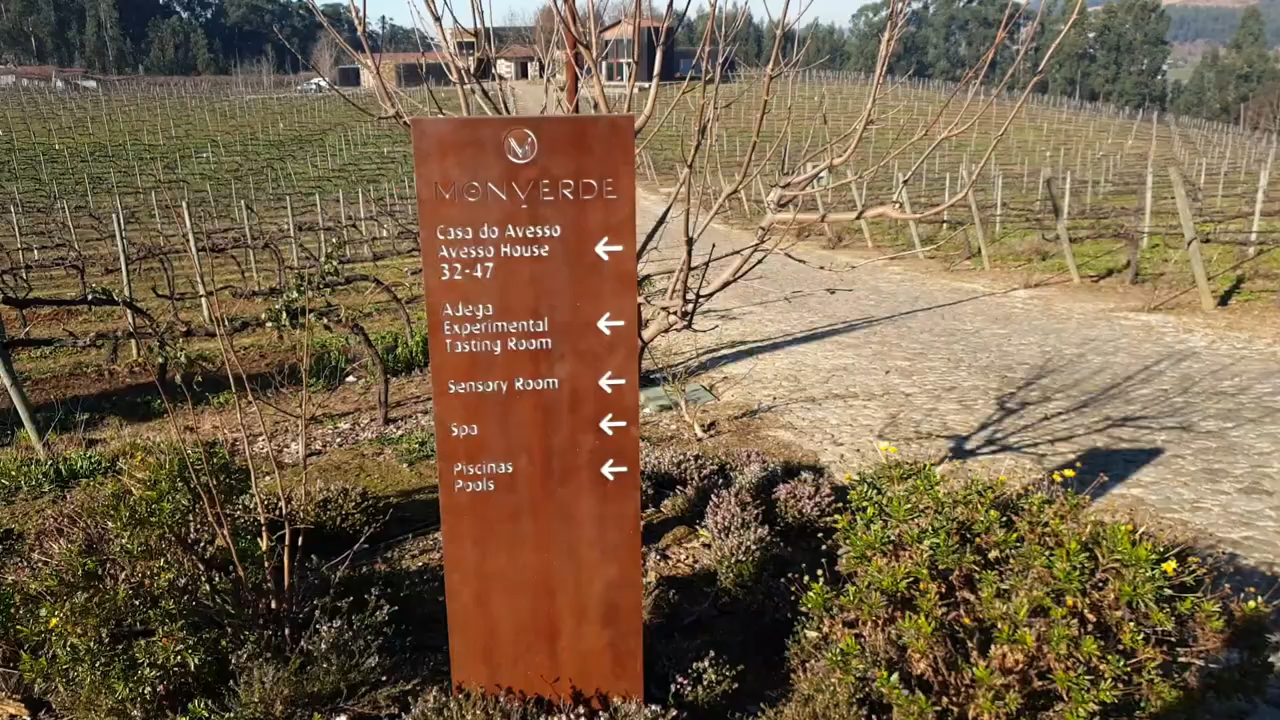 M
MONVERDE
Casa do Avesso
Avesso House
32-47
Adega
Experimental
Tasting Room
Sensory Room
Spa
Piscinas
Pools